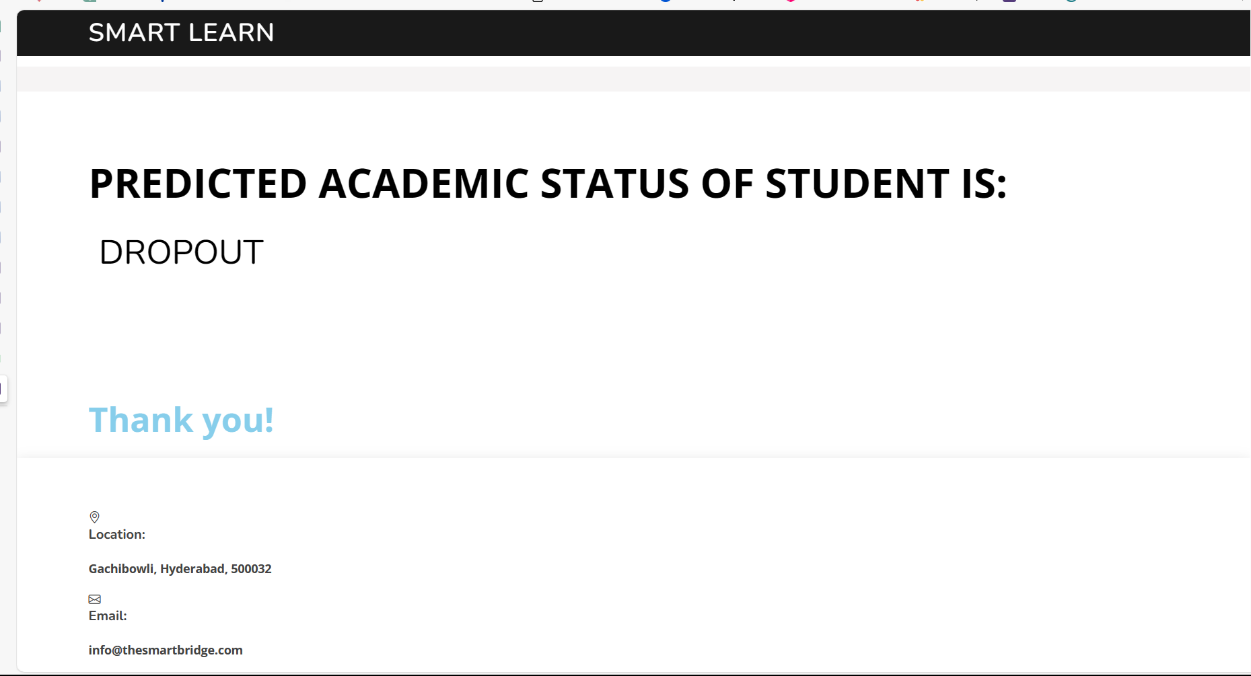 SMART LEARN
PREDICTED ACADEMIC STATUS OF STUDENT IS:
DROPOUT
Thank you!
Location:
Gachibowli, Hyderabad, 500032
Email:
info@thesmartbridge.com